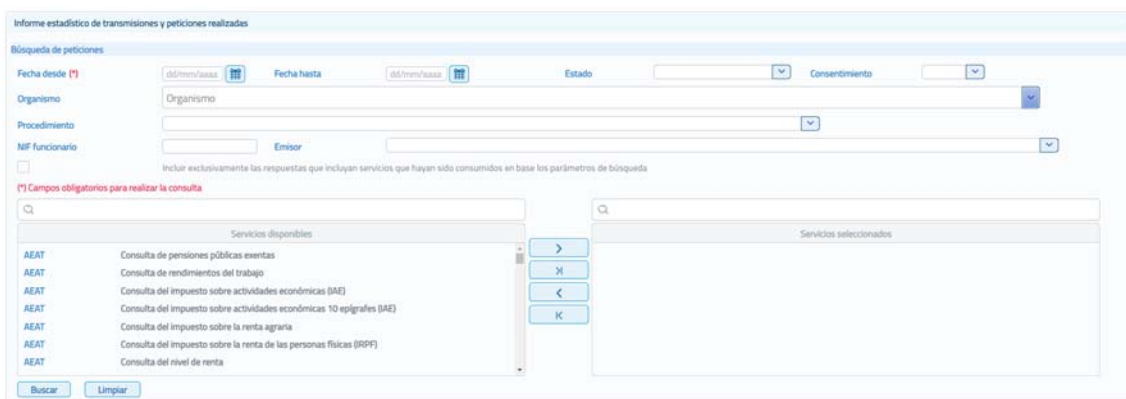 Informe estadístico de transmisiones y peticiones realizadas
Búsqueda de peticiones
Fecha desde (*) dd/mm/aaaa Fecha hasta dd/mm/aaaa Estado Consentimiento
Organismo Organismo
Procedimiento
NIF funcionario Emisor
Incluir exclusivamente las respuestas que incluyan servicios que hayan sido consumidos en base los parámetros de búsqueda
(*) Campos obligatorios para realizar la consulta
Servicios disponibles Servicios seleccionados
AEAT Consulta de pensiones públicas exentas
AEAT Consulta de rendimientos del trabajo
AEAT Consulta del impuesto sobre actividades económicas (IAE)
AEAT Consulta del impuesto sobre actividades económicas 10 epígrafes (IAE)
AEAT Consulta del impuesto sobre la renta agraria
AEAT Consulta del impuesto sobre la renta de las personas físicas (IRPF)
AEAT Consulta del nivel de renta
Buscar Limpiar